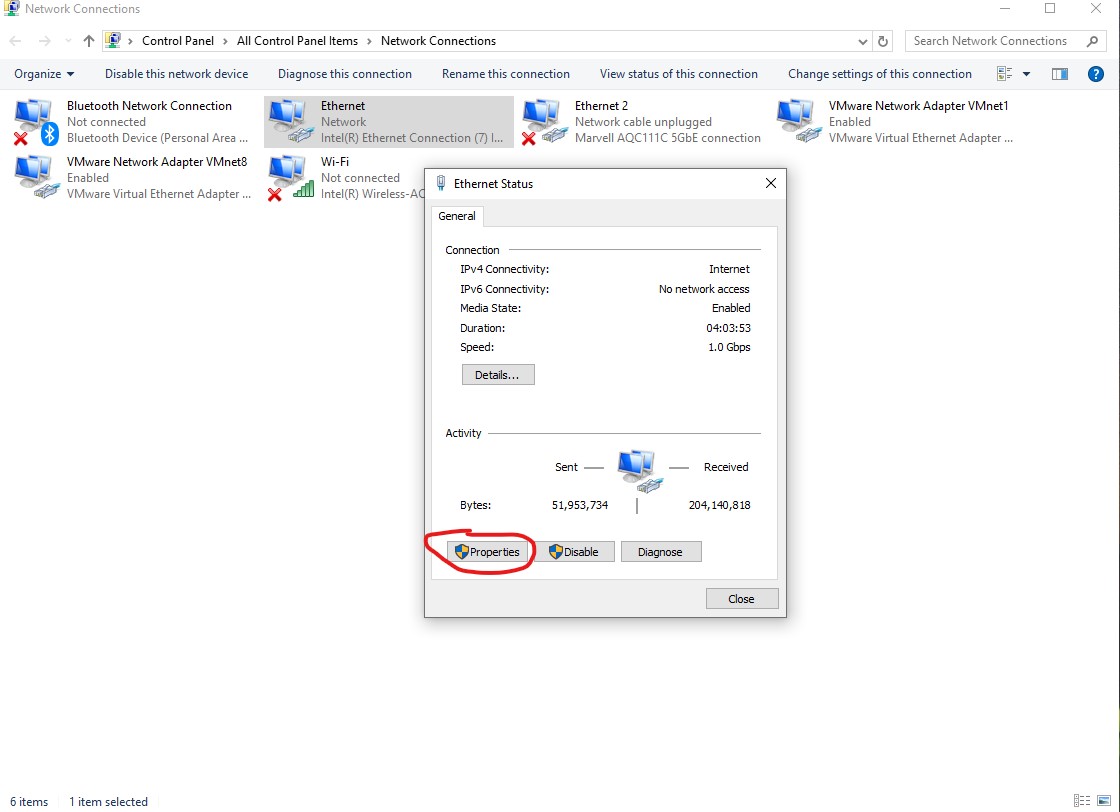 Network Connections
Control Panel > All Control Panel Items > Network Connections
Search Network Connections
Organize
Disable this network device
Diagnose this connection
Rename this connection
View status of this connection
Change settings of this connection
Bluetooth Network Connection
Not connected
Bluetooth Device (Personal Area ...
Ethernet
Network
Intel(R) Ethernet Connection (7) I...
Ethernet 2
Network cable unplugged
Marvell AQC111C 5GbE connection
VMware Network Adapter VMnet1
Enabled
VMware Virtual Ethernet Adapter ...
VMware Network Adapter VMnet8
Enabled
VMware Virtual Ethernet Adapter ...
Wi-Fi
Not connected
Intel(R) Wireless-AC
Ethernet Status
General
Connection
IPv4 Connectivity: Internet
IPv6 Connectivity: No network access
Media State: Enabled
Duration: 04:03:53
Speed: 1.0 Gbps
Details...
Activity
Sent — Received
Bytes: 51,953,734 | 204,140,818
Properties
Disable
Diagnose
Close
6 items
1 item selected